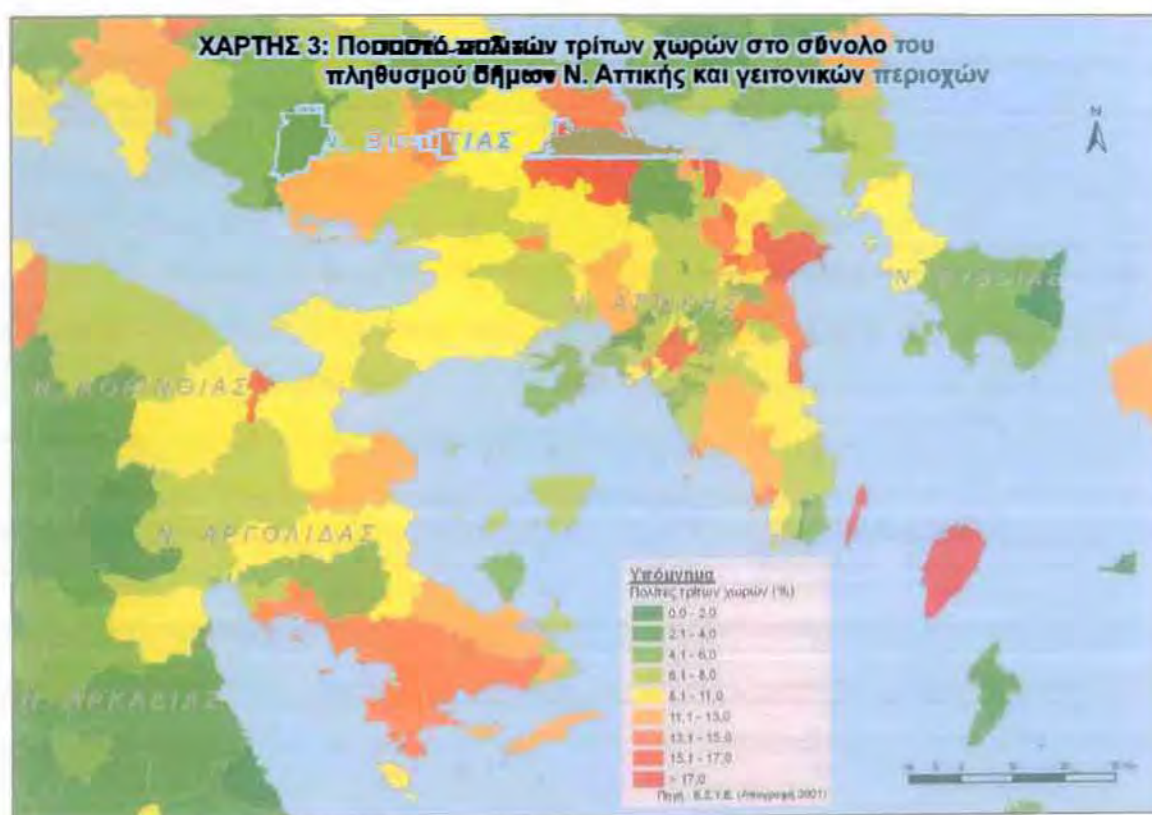 ΧΑΡΤΗΣ 3: Ποσοστό πολιτών τρίτων χωρών στο σύνολο του
πληθυσμού δήμων Ν. Αττικής και γειτονικών περιοχών
N
Ν. ΒΟΙΩΤΙΑΣ
Ν. ΕΥΒΟΙΑΣ
Ν. ΑΤΤΙΚΗΣ
Ν. ΚΟΡΙΝΘΙΑΣ
Ν. ΑΡΓΟΛΙΔΑΣ
Ν. ΑΡΚΑΔΙΑΣ
Υπόμνημα
Πολίτες τρίτων χωρών (%)
0,0 - 2,0
2,1 - 4,0
4,1 - 6,0
6,1 - 8,0
8,1 - 11,0
11,1 - 13,0
13,1 - 15,0
15,1 - 17,0
> 17,0
Πηγή : Ε.Σ.Υ.Ε. (Απογραφή 2001)